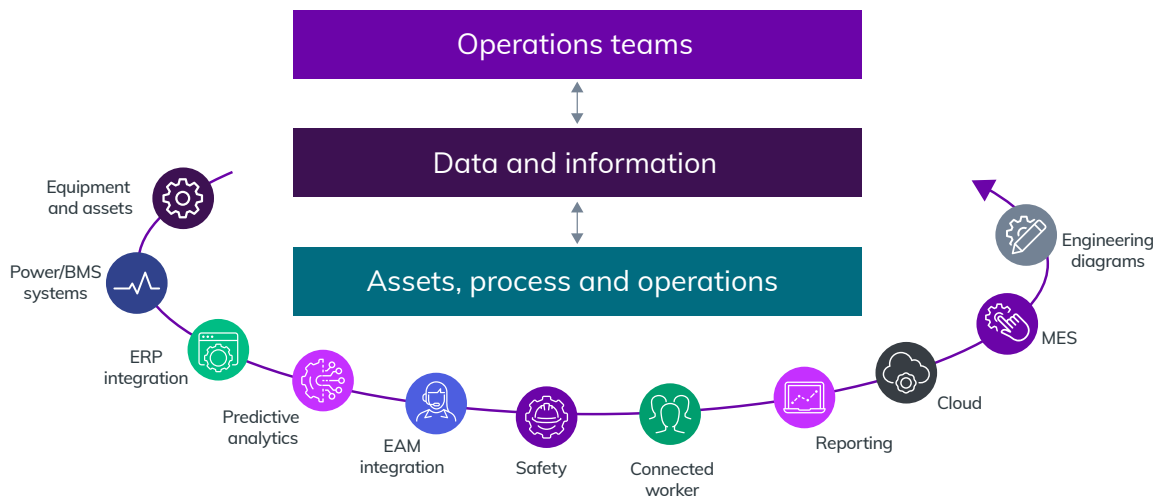 Operations teams
Data and information
Assets, process and operations
Equipment
and assets
Power/BMS
systems
ERP
integration
Predictive
analytics
EAM
integration
Safety
Connected
worker
Reporting
Cloud
MES
Engineering
diagrams